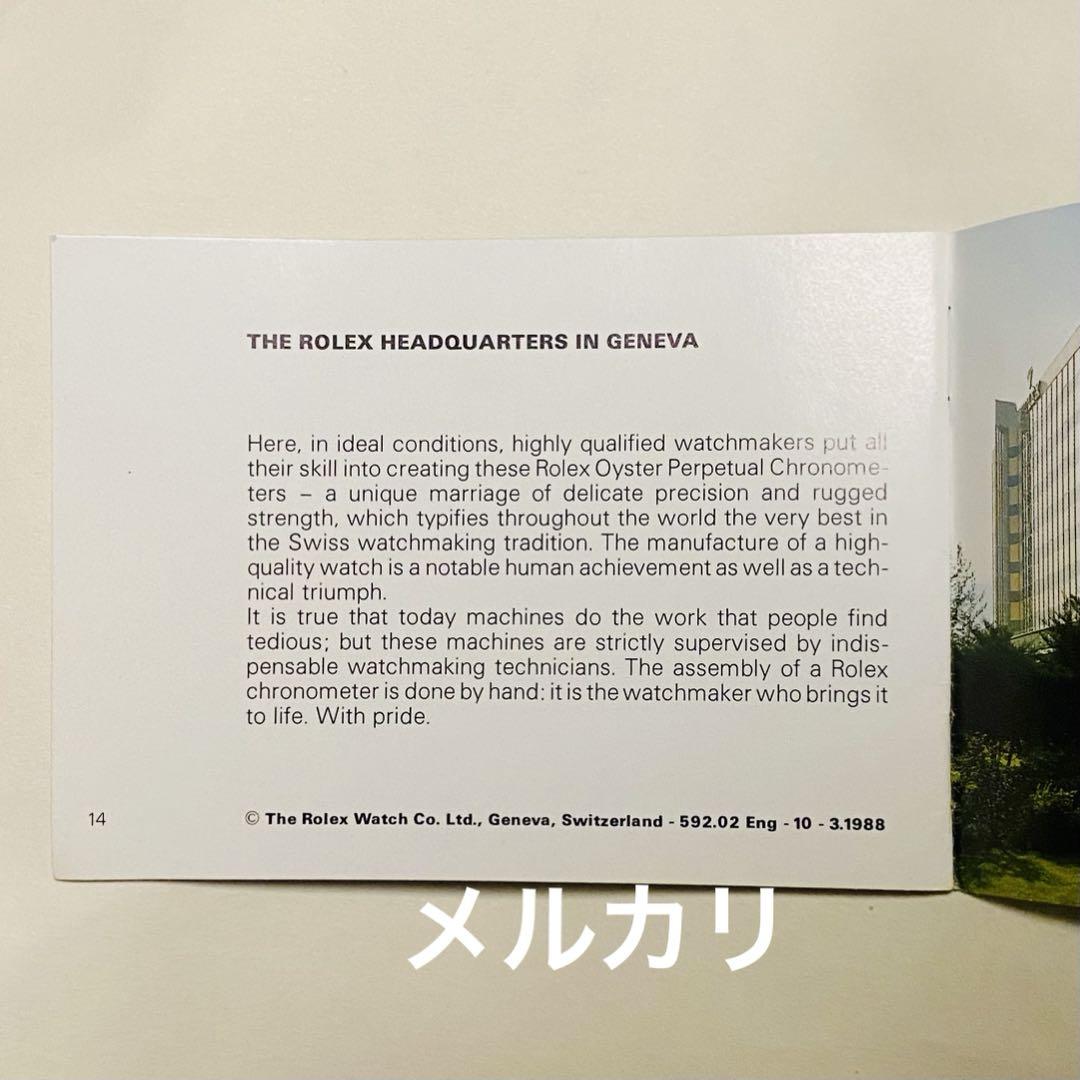 THE ROLEX HEADQUARTERS IN GENEVA
Here, in ideal conditions, highly qualified watchmakers put all
their skill into creating these Rolex Oyster Perpetual Chronome-
ters – a unique marriage of delicate precision and rugged
strength, which typifies throughout the world the very best in
the Swiss watchmaking tradition. The manufacture of a high-
quality watch is a notable human achievement as well as a tech-
nical triumph.
It is true that today machines do the work that people find
tedious; but these machines are strictly supervised by indis-
pensable watchmaking technicians. The assembly of a Rolex
chronometer is done by hand: it is the watchmaker who brings it
to life. With pride.
14
© The Rolex Watch Co. Ltd., Geneva, Switzerland - 592.02 Eng - 10 - 3.1988
メルカリ